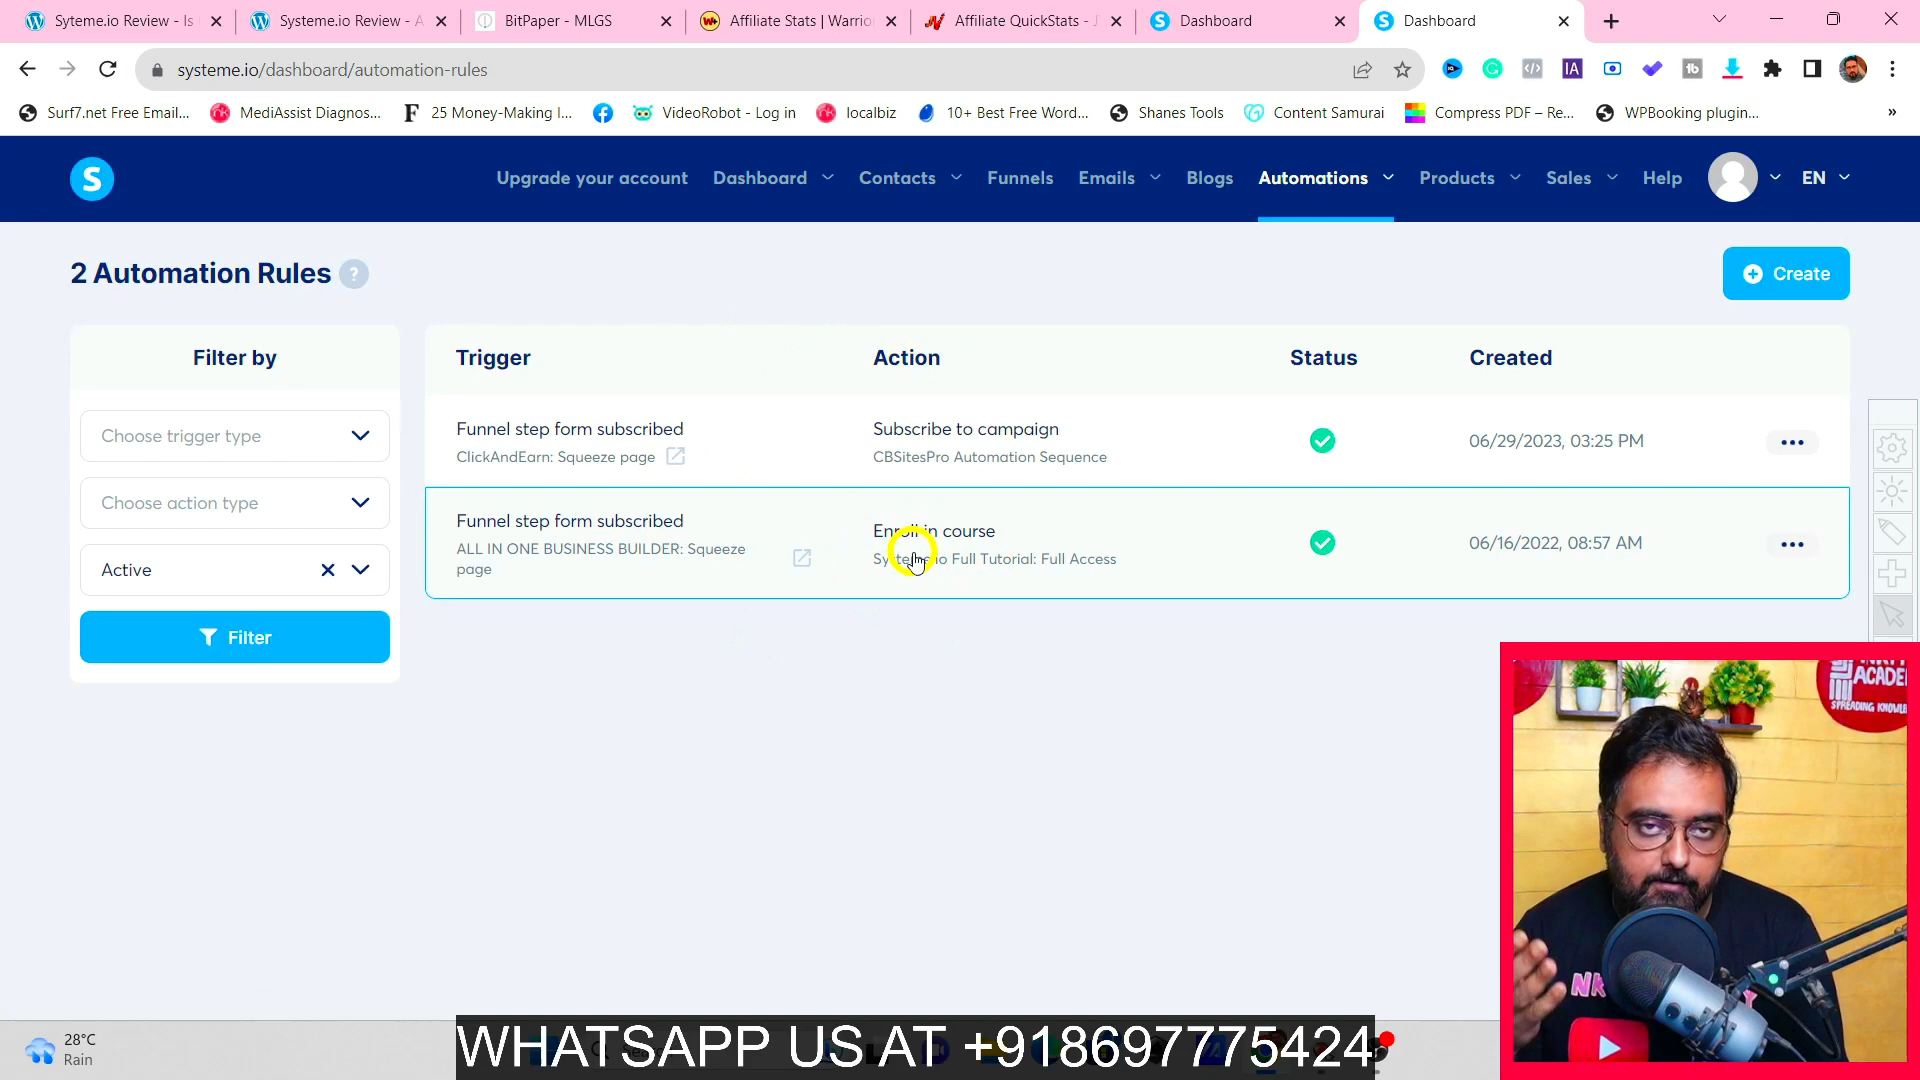 Syteme.io Review - Is
Systeme.io Review - A
BitPaper - MLGS
Affiliate Stats | Warrio
Affiliate QuickStats - J
Dashboard
Dashboard
systeme.io/dashboard/automation-rules
Surf7.net Free Email...
MediAssist Diagnos...
25 Money-Making I...
VideoRobot - Log in
localbiz
10+ Best Free Word...
Shanes Tools
Content Samurai
Compress PDF – Re...
WPBooking plugin...
»
S
Upgrade your account
Dashboard
Contacts
Funnels
Emails
Blogs
Automations
Products
Sales
Help
EN
2 Automation Rules ?
Create
Filter by
Choose trigger type
Choose action type
Active
Filter
Trigger
Action
Status
Created
Funnel step form subscribed
ClickAndEarn: Squeeze page
Subscribe to campaign
CBSitesPro Automation Sequence
06/29/2023, 03:25 PM
Funnel step form subscribed
ALL IN ONE BUSINESS BUILDER: Squeeze
page
Enroll in course
Systeme.io Full Tutorial: Full Access
06/16/2022, 08:57 AM
ACADE
SPREADING KNOWL
NK
28°C
Rain
WHATSAPP US AT +918697775424